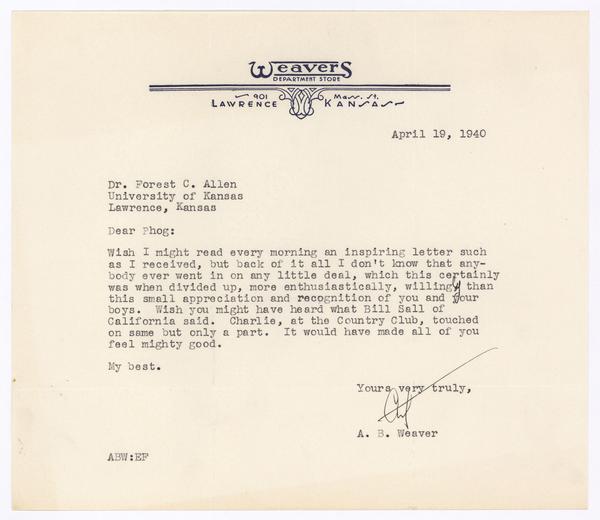 Weavers
DEPARTMENT STORE
901 Mass. St.
LAWRENCE KANSAS
April 19, 1940
Dr. Forest C. Allen
University of Kansas
Lawrence, Kansas
Dear Phog:
Wish I might read every morning an inspiring letter such
as I received, but back of it all I don't know that any-
body ever went in on any little deal, which this certainly
was when divided up, more enthusiastically, willingly than
this small appreciation and recognition of you and your
boys. Wish you might have heard what Bill Sall of
California said. Charlie, at the Country Club, touched
on same but only a part. It would have made all of you
feel mighty good.
My best.
Yours very truly,
A. B. Weaver
ABW:EF